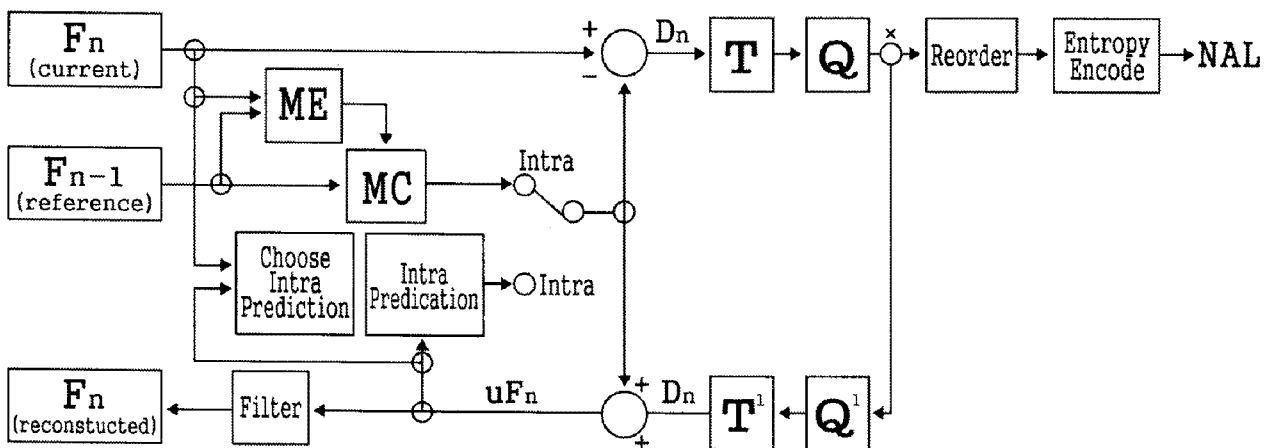 Fn
(current)
+
−
Dn
T
Q
×
Reorder
Entropy
Encode
NAL
ME
Fn-1
(reference)
MC
Intra
Choose
Intra
Prediction
Intra
Predication
Intra
Fn
(reconstucted)
Filter
uFn
+
+
Dn
T1
Q1